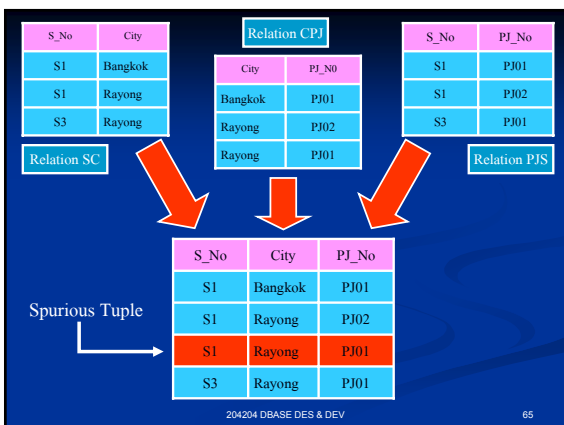 S_No City
S1 Bangkok
S1 Rayong
S3 Rayong
Relation SC
Relation CPJ
City PJ_N0
Bangkok PJ01
Rayong PJ02
Rayong PJ01
S_No PJ_No
S1 PJ01
S1 PJ02
S3 PJ01
Relation PJS
S_No City PJ_No
S1 Bangkok PJ01
S1 Rayong PJ02
S1 Rayong PJ01
S3 Rayong PJ01
Spurious Tuple
204204 DBASE DES & DEV 65